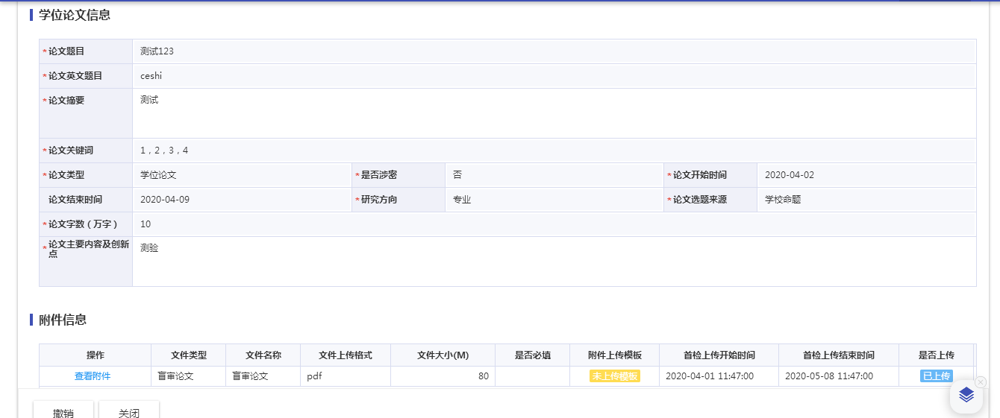 学位论文信息
*论文题目 测试123
*论文英文题目 ceshi
*论文摘要 测试
*论文关键词 1，2，3，4
*论文类型 学位论文 *是否涉密 否 *论文开始时间 2020-04-02
论文结束时间 2020-04-09 *研究方向 专业 *论文选题来源 学校命题
*论文字数（万字） 10
*论文主要内容及创新 测验
点
附件信息
操作 文件类型 文件名称 文件上传格式 文件大小(M) 是否必填 附件上传模板 首检上传开始时间 首检上传结束时间 是否上传
查看附件 盲审论文 盲审论文 pdf 80 未上传模板 2020-04-01 11:47:00 2020-05-08 11:47:00 已上传
撤销 关闭